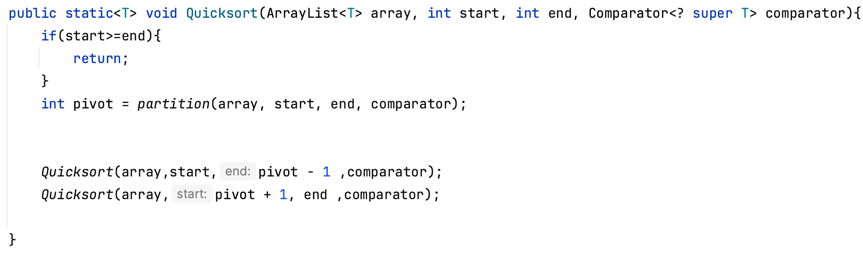 public static<T> void Quicksort(ArrayList<T> array, int start, int end, Comparator<? super T> comparator){
    if(start>=end){
        return;
    }
    int pivot = partition(array, start, end, comparator);
    Quicksort(array,start, end: pivot - 1 ,comparator);
    Quicksort(array, start: pivot + 1, end ,comparator);
}